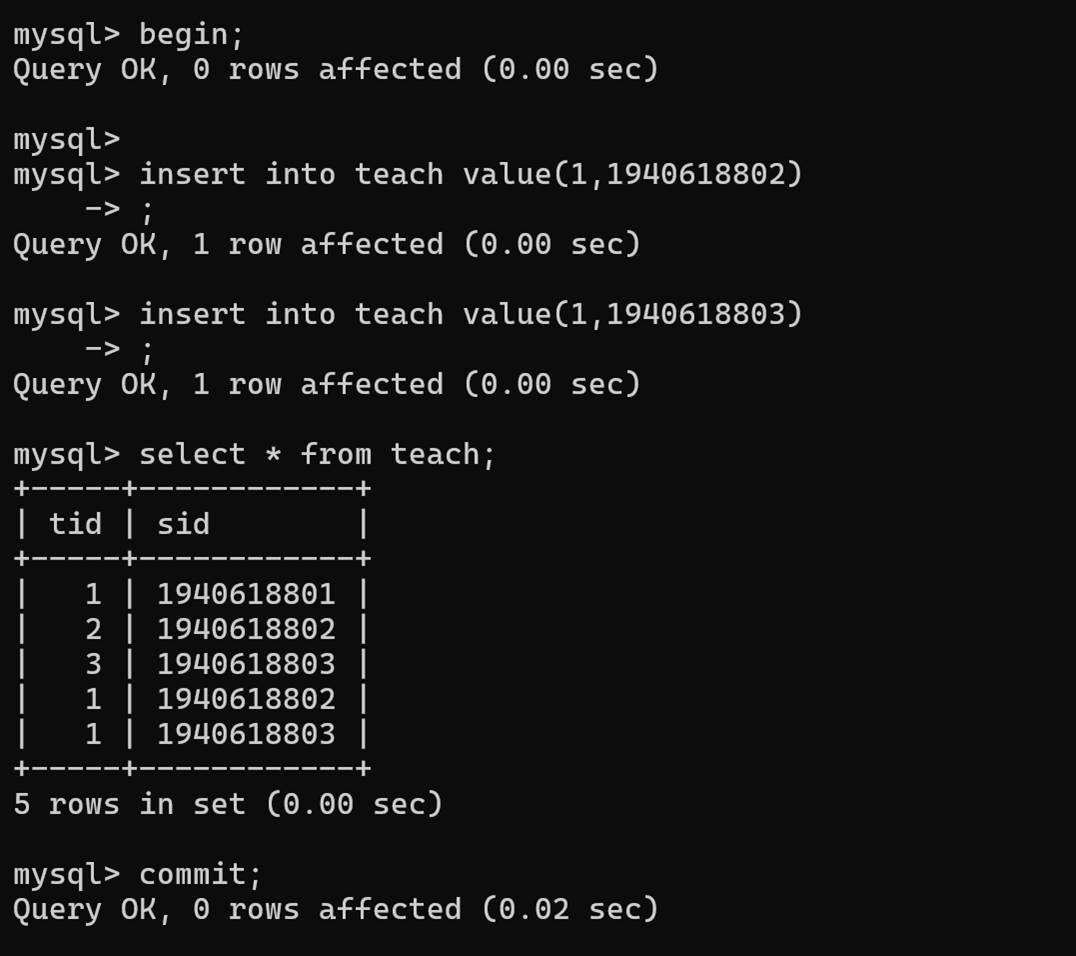 mysql> begin;
Query OK, 0 rows affected (0.00 sec)
mysql>
mysql> insert into teach value(1,1940618802)
    -> ;
Query OK, 1 row affected (0.00 sec)
mysql> insert into teach value(1,1940618803)
    -> ;
Query OK, 1 row affected (0.00 sec)
mysql> select * from teach;
+-----+------------+
| tid | sid        |
+-----+------------+
|   1 | 1940618801 |
|   2 | 1940618802 |
|   3 | 1940618803 |
|   1 | 1940618802 |
|   1 | 1940618803 |
+-----+------------+
5 rows in set (0.00 sec)
mysql> commit;
Query OK, 0 rows affected (0.02 sec)